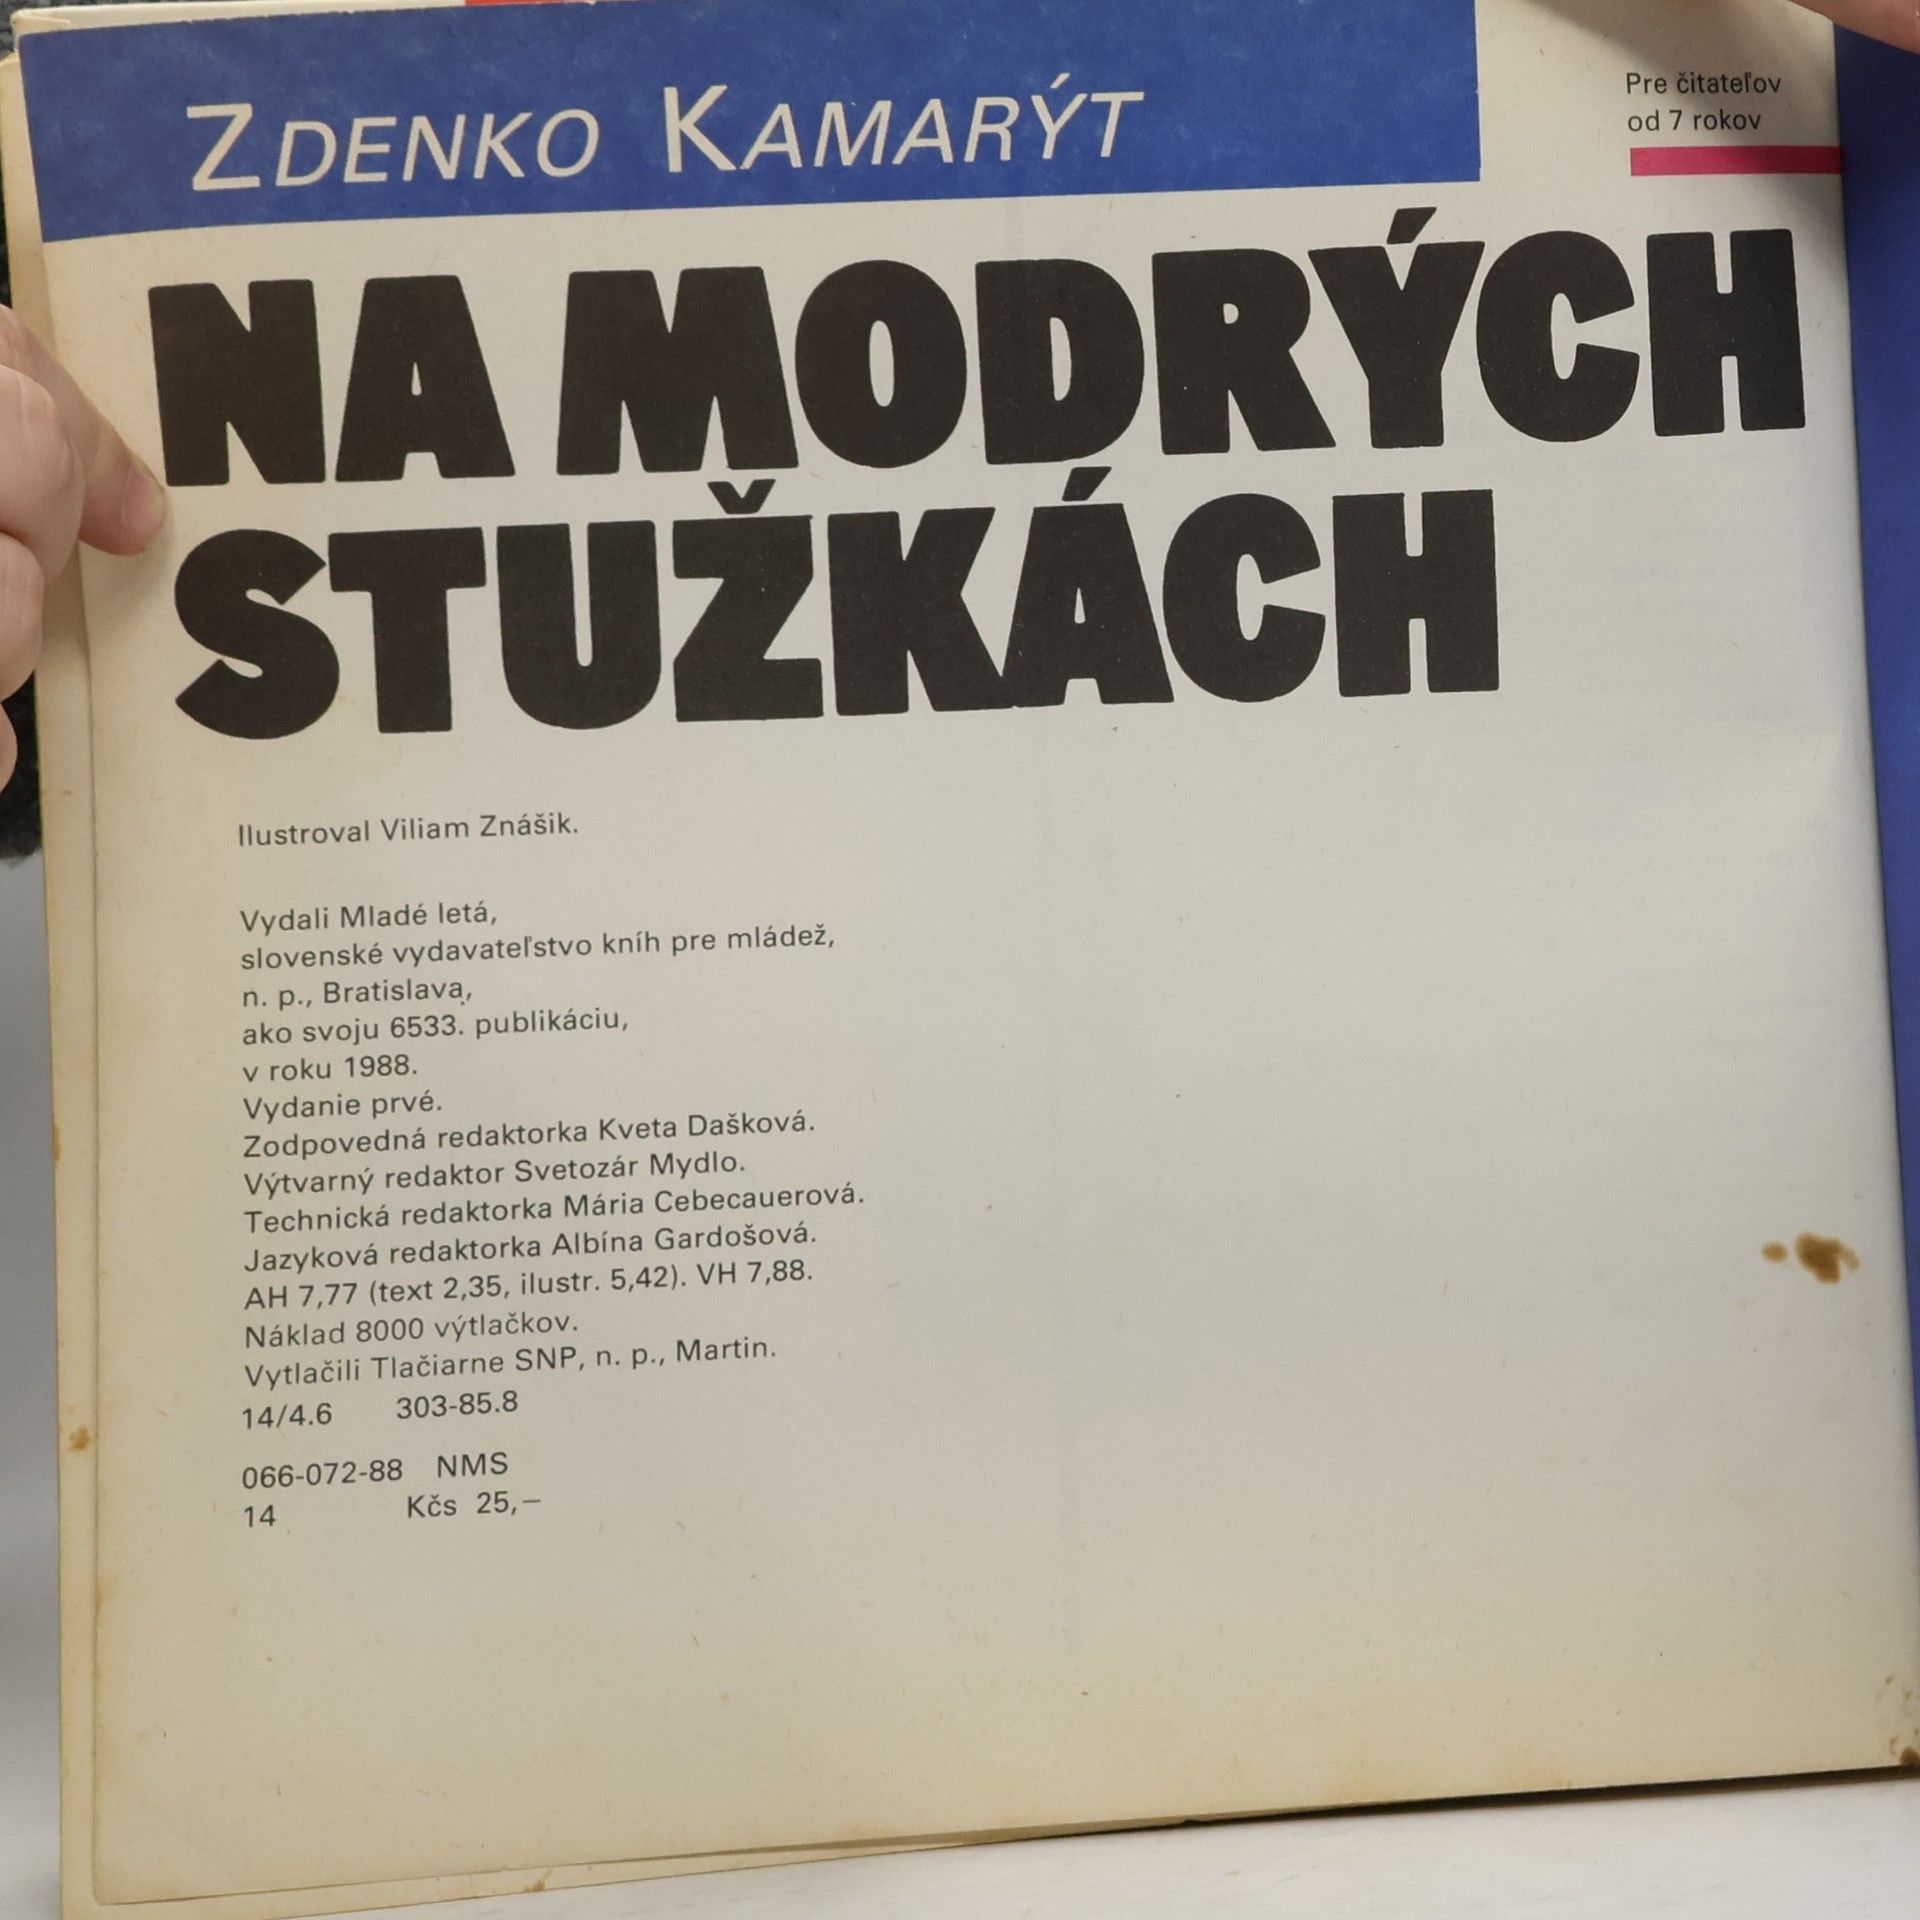 ZDENKO KAMARÝT
Pre čitateľov
od 7 rokov
NA MODRÝCH
STUŽKÁCH
Ilustroval Viliam Znášik.
Vydali Mladé letá,
slovenské vydavateľstvo kníh pre mládež,
n. p., Bratislava,
ako svoju 6533. publikáciu,
v roku 1988.
Vydanie prvé.
Zodpovedná redaktorka Kveta Dašková.
Výtvarný redaktor Svetozár Mydlo.
Technická redaktorka Mária Cebecauerová.
Jazyková redaktorka Albína Gardošová.
AH 7,77 (text 2,35, ilustr. 5,42). VH 7,88.
Náklad 8000 výtlačkov.
Vytlačili Tlačiarne SNP, n. p., Martin.
14/4.6 303-85.8
066-072-88 NMS
14 Kčs 25,—